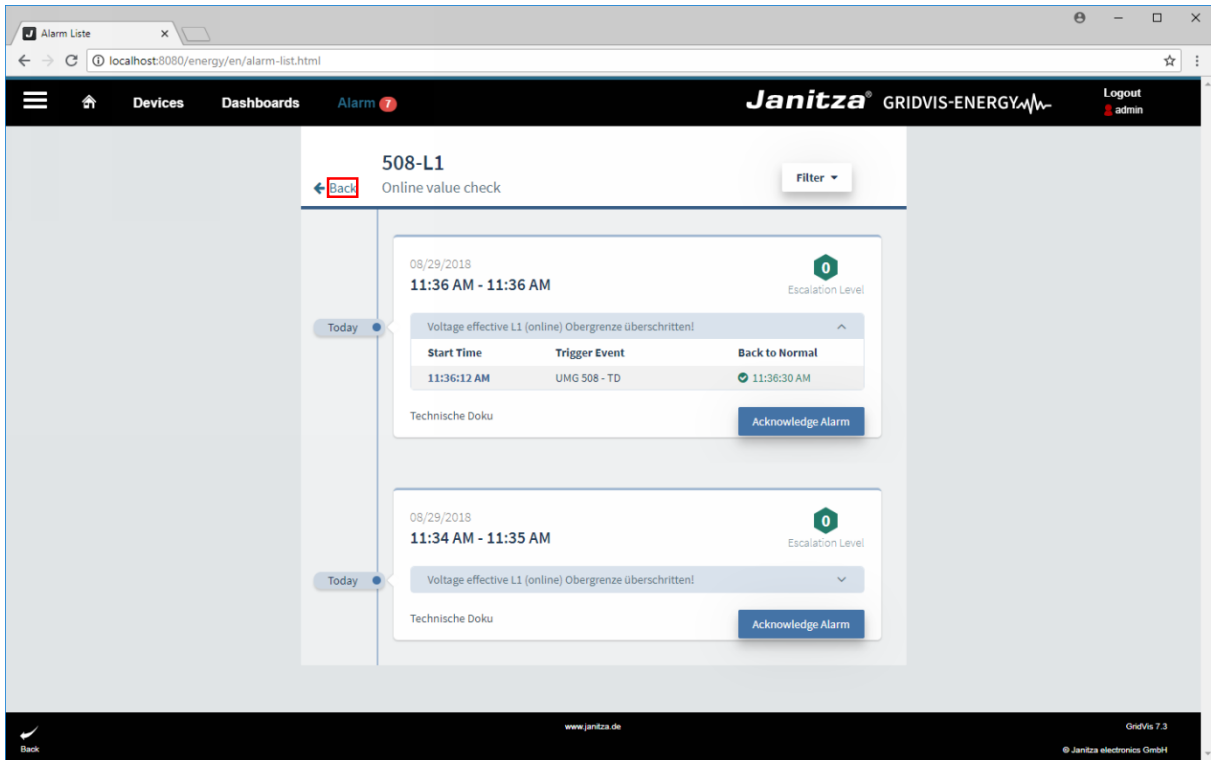 Alarm Liste
localhost:8080/energy/en/alarm-list.html
Devices Dashboards Alarm 7 Janitza® GRIDVIS-ENERGY Logout
admin
508-L1
Back Online value check Filter
08/29/2018
11:36 AM - 11:36 AM 0
Escalation Level
Today Voltage effective L1 (online) Obergrenze überschritten!
Start Time Trigger Event Back to Normal
11:36:12 AM UMG 508 - TD 11:36:30 AM
Technische Doku Acknowledge Alarm
08/29/2018
11:34 AM - 11:35 AM 0
Escalation Level
Today Voltage effective L1 (online) Obergrenze überschritten!
Technische Doku Acknowledge Alarm
www.janitza.de GridVis 7.3
Back © Janitza electronics GmbH